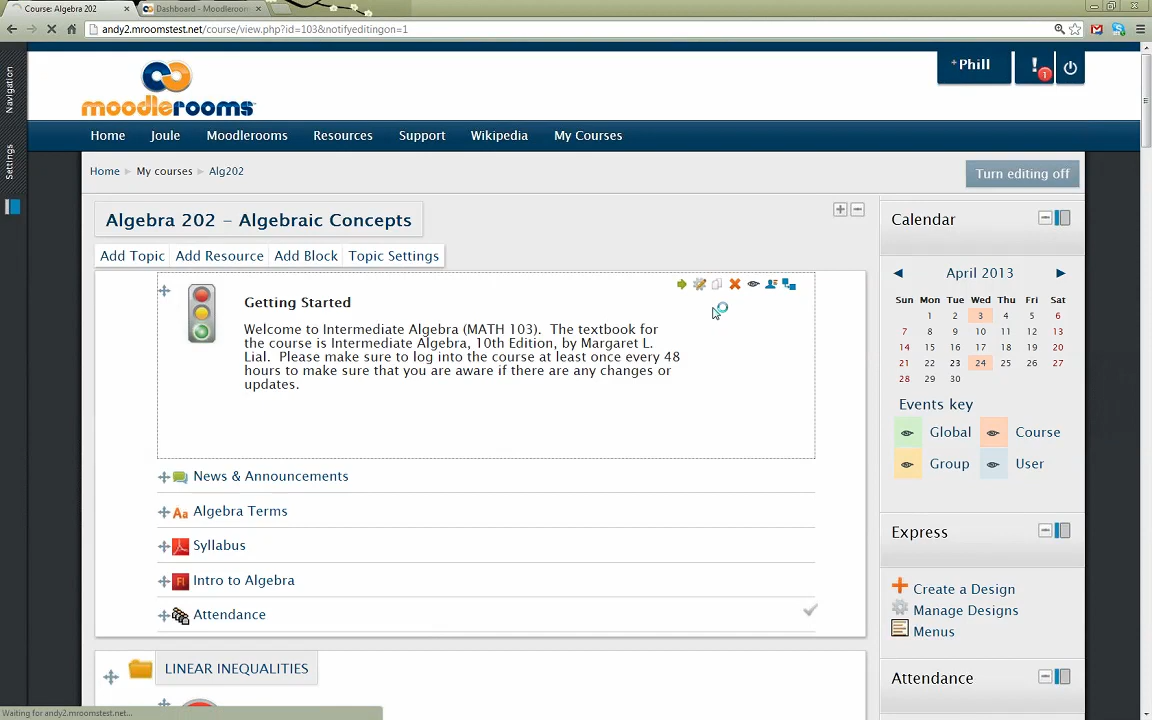 Course: Algebra 202
Dashboard - Moodleroom
andy2.mroomstest.net/course/view.php?id=103&notifyeditingon=1
Navigation
Settings
moodlerooms
Phill
! 1
Home Joule Moodlerooms Resources Support Wikipedia My Courses
Home ► My courses ► Alg202
Turn editing off
Algebra 202 – Algebraic Concepts
Add Topic Add Resource Add Block Topic Settings
Getting Started
Welcome to Intermediate Algebra (MATH 103). The textbook for
the course is Intermediate Algebra, 10th Edition, by Margaret L.
Lial. Please make sure to log into the course at least once every 48
hours to make sure that you are aware if there are any changes or
updates.
News & Announcements
Aa Algebra Terms
Syllabus
Intro to Algebra
Attendance
LINEAR INEQUALITIES
Calendar
◄ April 2013 ►
Sun Mon Tue Wed Thu Fri Sat
1 2 3 4 5 6
7 8 9 10 11 12 13
14 15 16 17 18 19 20
21 22 23 24 25 26 27
28 29 30
Events key
Global Course
Group User
Express
Create a Design
Manage Designs
Menus
Attendance
Waiting for andy2.mroomstest.net...